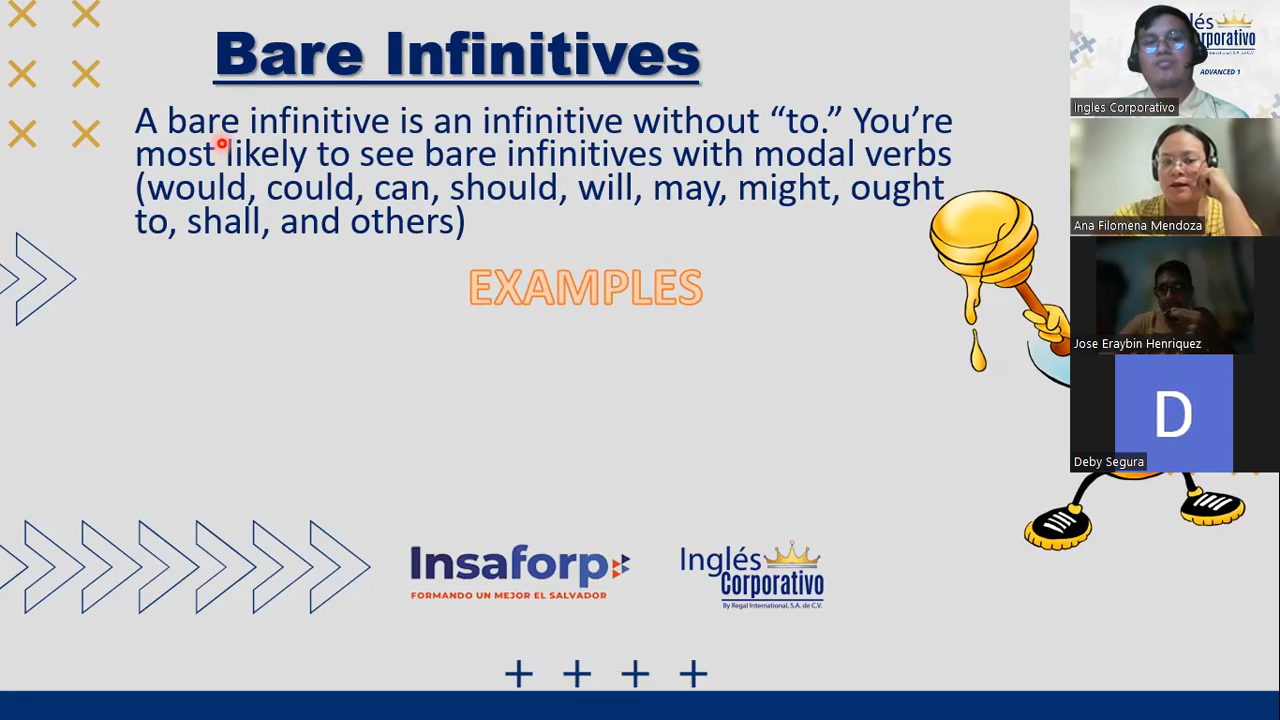 Bare Infinitives
A bare infinitive is an infinitive without “to.” You’re
most likely to see bare infinitives with modal verbs
(would, could, can, should, will, may, might, ought
to, shall, and others)
EXAMPLES
Insaforp
FORMANDO UN MEJOR EL SALVADOR
Inglés
Corporativo
By Regal International, S.A. de C.V.
ADVANCED 1
Ingles Corporativo
Ana Filomena Mendoza
Jose Eraybin Henriquez
D
Deby Segura